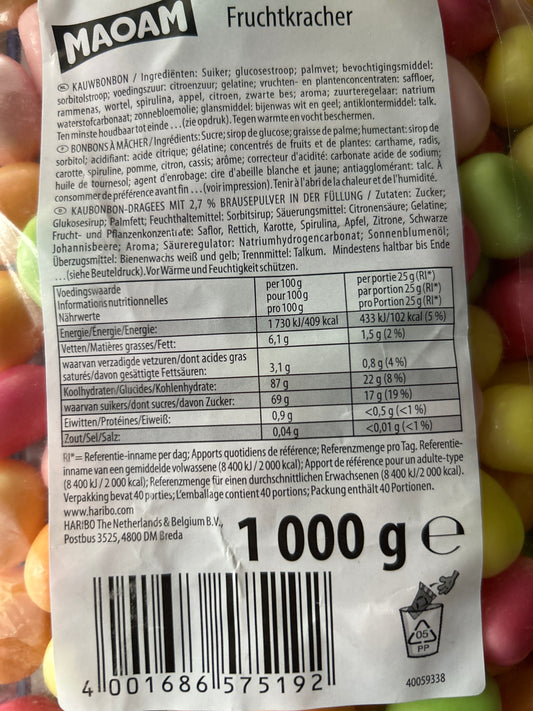 MAOAM
Fruchtkracher
NL KAUWBONBON / Ingrediënten: Suiker; glucosestroop; palmvet; bevochtigingsmiddel:
sorbitolstroop; voedingszuur: citroenzuur; gelatine; vruchten- en plantenconcentraten: saffloer,
rammenas, wortel, spirulina, appel, citroen, zwarte bes; aroma; zuurteregelaar: natrium
waterstofcarbonaat; zonnebloemolie; glansmiddel: bijenwas wit en geel; antiklontermiddel: talk.
Ten minste houdbaar tot einde ... (zie opdruk). Tegen warmte en vocht beschermen.
BONBONS À MÂCHER / Ingrédients: Sucre; sirop de glucose; graisse de palme; humectant: sirop de
sorbitol; acidifiant: acide citrique; gélatine; concentrés de fruits et de plantes: carthame, radis,
carotte, spiruline, pomme, citron, cassis; arôme; correcteur d'acidité: carbonate acide de sodium;
huile de tournesol; agent d'enrobage: cire d'abeille blanche et jaune; antiagglomérant: talc. À
consommer de préférence avant fin ... (voir impression). Tenir à l'abri de la chaleur et de l'humidité.
KAUBONBON-DRAGEES MIT 2,7 % BRAUSEPULVER IN DER FÜLLUNG / Zutaten: Zucker;
Glukosesirup; Palmfett; Feuchthaltemittel: Sorbitsirup; Säuerungsmittel: Citronensäure; Gelatine;
Frucht- und Pflanzenkonzentrate: Saflor, Rettich, Karotte, Spirulina, Apfel, Zitrone, Schwarze
Johannisbeere; Aroma; Säureregulator: Natriumhydrogencarbonat; Sonnenblumenöl;
Überzugsmittel: Bienenwachs weiß und gelb; Trennmittel: Talkum. Mindestens haltbar bis Ende
... (siehe Beuteldruck). Vor Wärme und Feuchtigkeit schützen.
Voedingswaarde
Informations nutritionnelles
Nährwerte
per 100 g
pour 100 g
pro 100 g
per portie 25 g (RI*)
par portion 25 g (RI*)
pro Portion 25 g (RI*)
Energie/Énergie/Energie: 1 730 kJ/409 kcal 433 kJ/102 kcal (5 %)
Vetten/Matières grasses/Fett: 6,1 g 1,5 g (2 %)
waarvan verzadigde vetzuren/dont acides gras
saturés/davon gesättigte Fettsäuren: 3,1 g 0,8 g (4 %)
Koolhydraten/Glucides/Kohlenhydrate: 87 g 22 g (8 %)
waarvan suikers/dont sucres/davon Zucker: 69 g 17 g (19 %)
Eiwitten/Protéines/Eiweiß: 0,9 g <0,5 g (<1 %)
Zout/Sel/Salz: 0,04 g <0,01 g (<1 %)
RI*= Referentie-inname per dag; Apports quotidiens de référence; Referenzmenge pro Tag. Referentie-
inname van een gemiddelde volwassene (8 400 kJ / 2 000 kcal); Apport de référence pour un adulte-type
(8 400 kJ / 2 000 kcal). Referenzmenge für einen durchschnittlichen Erwachsenen (8 400 kJ/2 000 kcal).
Verpakking bevat 40 porties; L'emballage contient 40 portions; Packung enthält 40 Portionen.
www.haribo.com
HARIBO The Netherlands & Belgium B.V.,
Postbus 3525, 4800 DM Breda
1 000 g ℮
05
PP
4 001686 575192
40059338